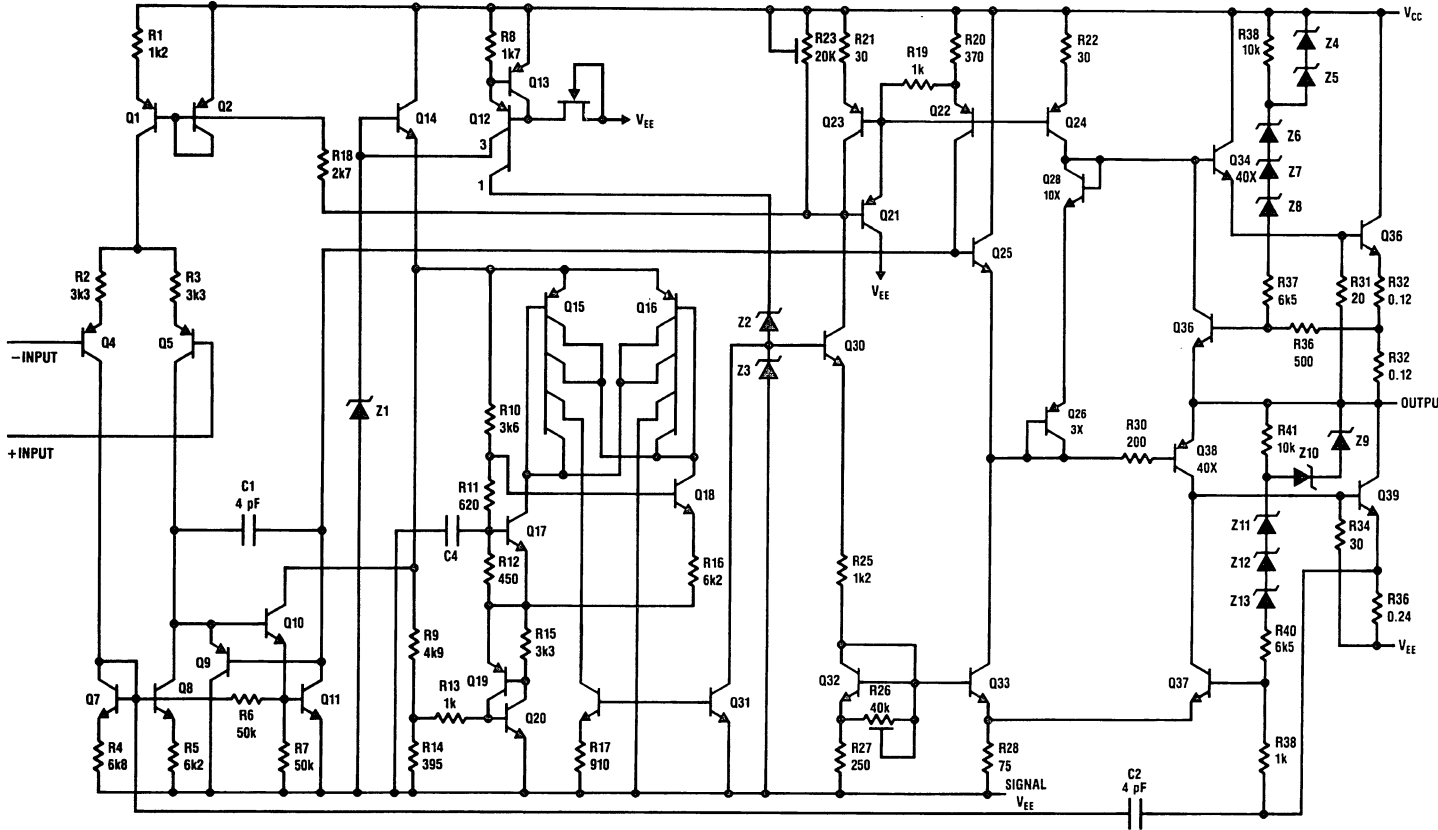 R1
1k2
Q1
Q2
R18
2k7
Q14
R8
1k7
Q13
Q12
3
1
VEE
R23
20K
R21
30
R19
1k
R20
370
R22
30
Q23
Q22
Q24
Q21
VEE
Q25
Q28
10X
Q34
40X
R38
10k
Z4
Z5
Z6
Z7
Z8
VCC
Q36
R37
6k5
R31
20
R32
0.12
Q36
R36
500
R32
0.12
OUTPUT
R2
3k3
R3
3k3
Q4
Q5
–INPUT
+INPUT
Z1
Q15
Q16
Z2
Z3
Q30
R10
3k6
Q26
3X
R30
200
Q38
40X
R41
10k
Z10
Z9
Q39
C1
4 pF
R11
620
C4
Q17
R12
450
Q18
R16
6k2
R25
1k2
Z11
Z12
Z13
R34
30
R36
0.24
VEE
Q10
Q9
R9
4k9
R15
3k3
Q19
R13
1k
Q20
Q31
Q32
R26
40k
Q33
Q37
R40
6k5
Q7
Q8
R6
50k
Q11
R4
6k8
R5
6k2
R7
50k
R14
395
R17
910
R27
250
R28
75
R38
1k
SIGNAL
VEE
C2
4 pF